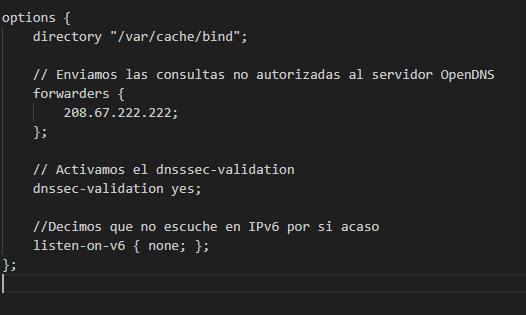 options {
directory "/var/cache/bind";
// Enviamos las consultas no autorizadas al servidor OpenDNS
forwarders {
208.67.222.222;
};
// Activamos el dnsssec-validation
dnssec-validation yes;
//Decimos que no escuche en IPv6 por si acaso
listen-on-v6 { none; };
};